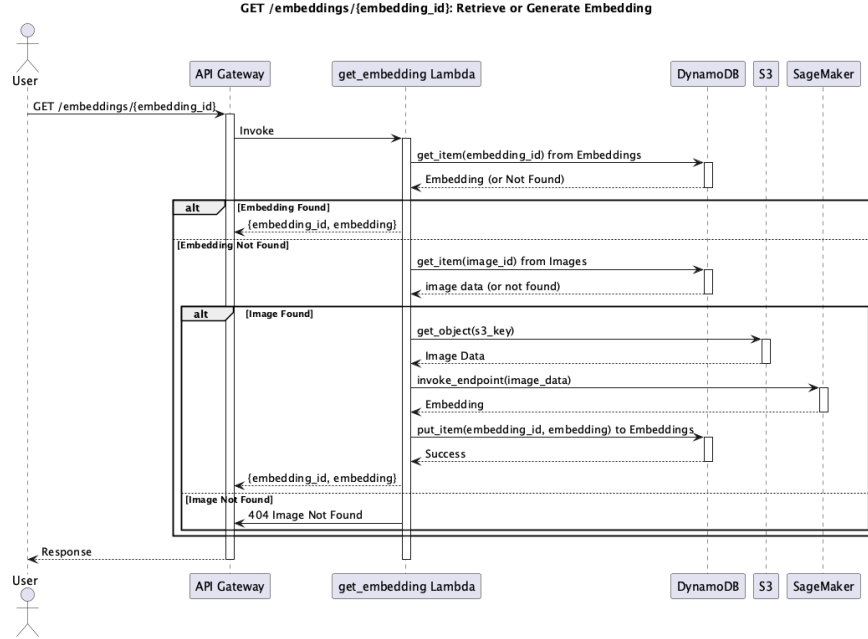 GET /embeddings/{embedding_id}: Retrieve or Generate Embedding
User
API Gateway
get_embedding Lambda
DynamoDB
S3
SageMaker
GET /embeddings/{embedding_id}
Invoke
get_item(embedding_id) from Embeddings
Embedding (or Not Found)
alt
[Embedding Found]
{embedding_id, embedding}
[Embedding Not Found]
get_item(image_id) from Images
image data (or not found)
alt
[Image Found]
get_object(s3_key)
Image Data
invoke_endpoint(image_data)
Embedding
put_item(embedding_id, embedding) to Embeddings
Success
{embedding_id, embedding}
[Image Not Found]
404 Image Not Found
Response
User
API Gateway
get_embedding Lambda
DynamoDB
S3
SageMaker